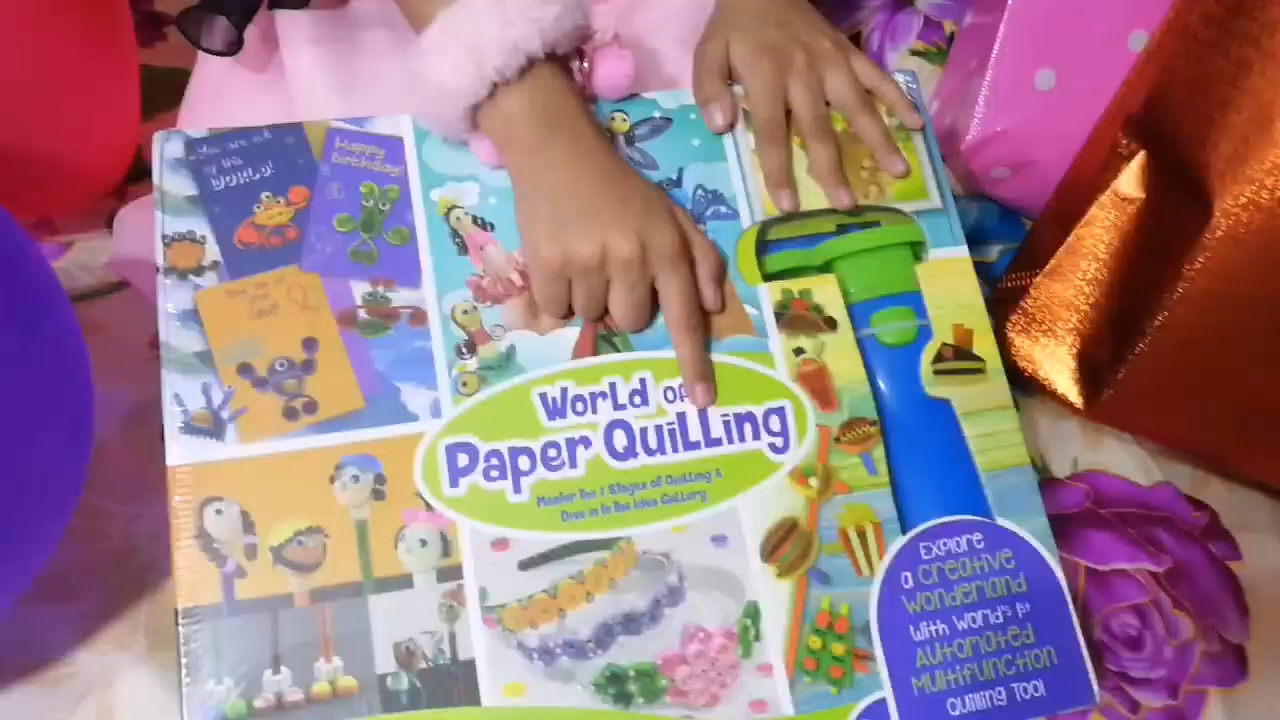 You are out
of this
WORLD!
Happy
birthday!
World of
Paper Quilling
Master the 7 Stages of Quilling &
Dive in to the Idea Gallery
Explore
a creative
wonderland
with world's 1st
Automated
Multifunction
Quilling Tool